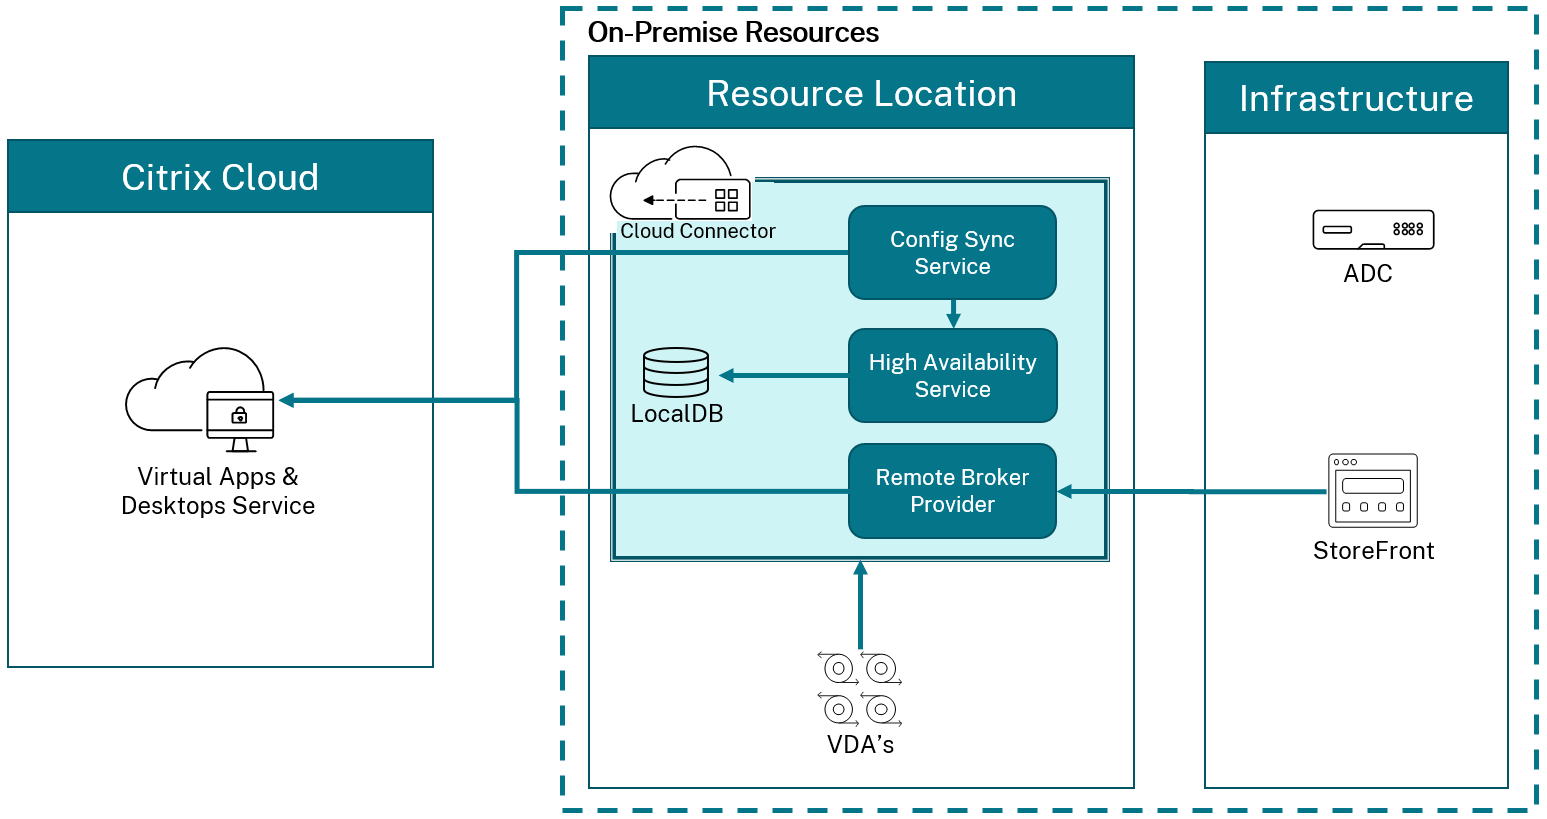 On-Premise Resources
Resource Location
Infrastructure
Citrix Cloud
Cloud Connector
Config Sync
Service
ADC
High Availability
Service
LocalDB
Remote Broker
Provider
Virtual Apps &
Desktops Service
StoreFront
VDA's